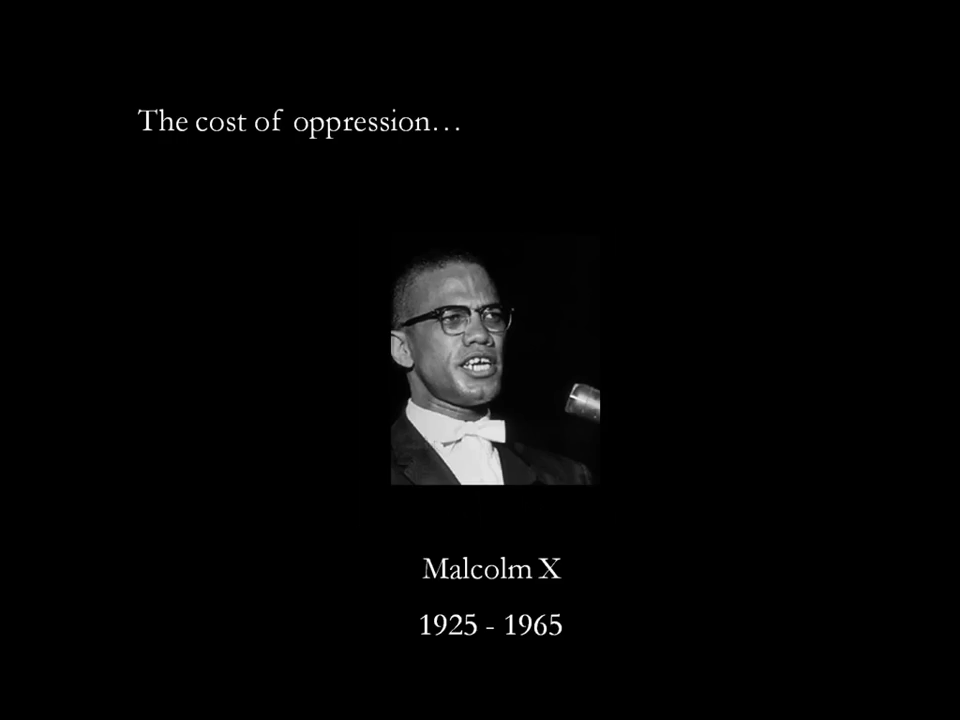 The cost of oppression…
Malcolm X
1925 - 1965